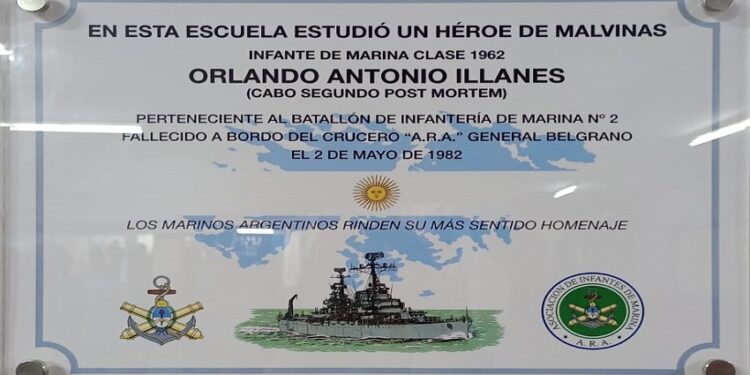 EN ESTA ESCUELA ESTUDIÓ UN HÉROE DE MALVINAS
INFANTE DE MARINA CLASE 1962
ORLANDO ANTONIO ILLANES
(CABO SEGUNDO POST MORTEM)
PERTENECIENTE AL BATALLÓN DE INFANTERÍA DE MARINA Nº 2
FALLECIDO A BORDO DEL CRUCERO “A.R.A.” GENERAL BELGRANO
EL 2 DE MAYO DE 1982
LOS MARINOS ARGENTINOS RINDEN SU MÁS SENTIDO HOMENAJE
ASOCIACIÓN DE INFANTES DE MARINA
A.R.A.